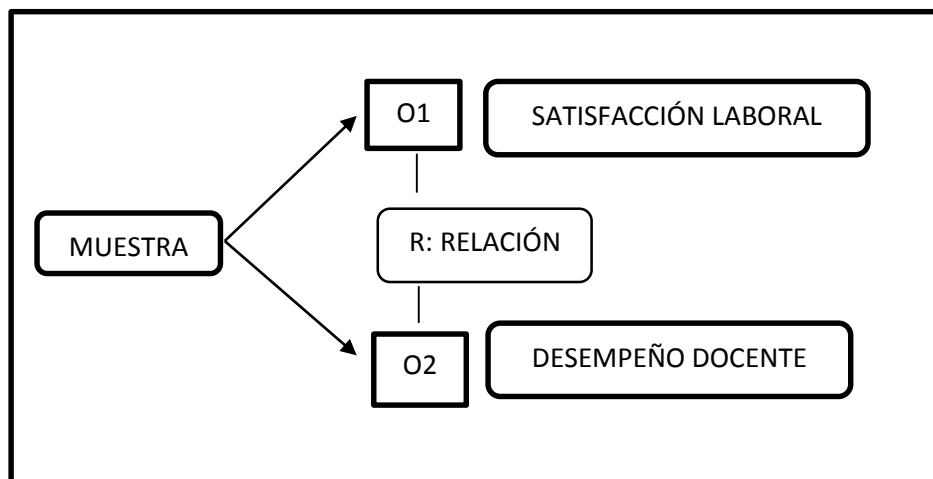 O1
SATISFACCIÓN LABORAL
MUESTRA
R: RELACIÓN
O2
DESEMPEÑO DOCENTE